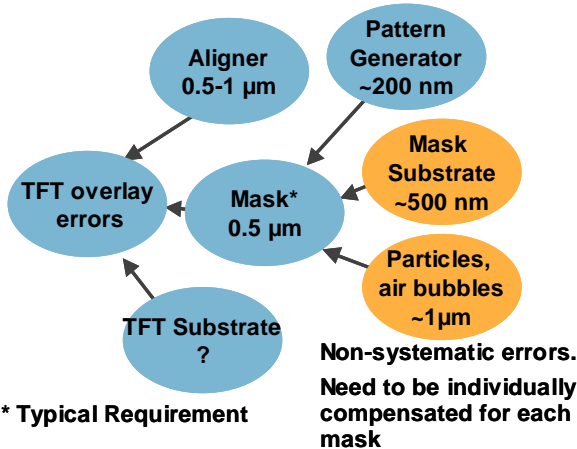 Aligner
0.5-1 µm
Pattern
Generator
~200 nm
Mask
Substrate
~500 nm
TFT overlay
errors
Mask*
0.5 µm
Particles,
air bubbles
~1µm
TFT Substrate
?
Non-systematic errors.
Need to be individually
compensated for each
mask
* Typical Requirement